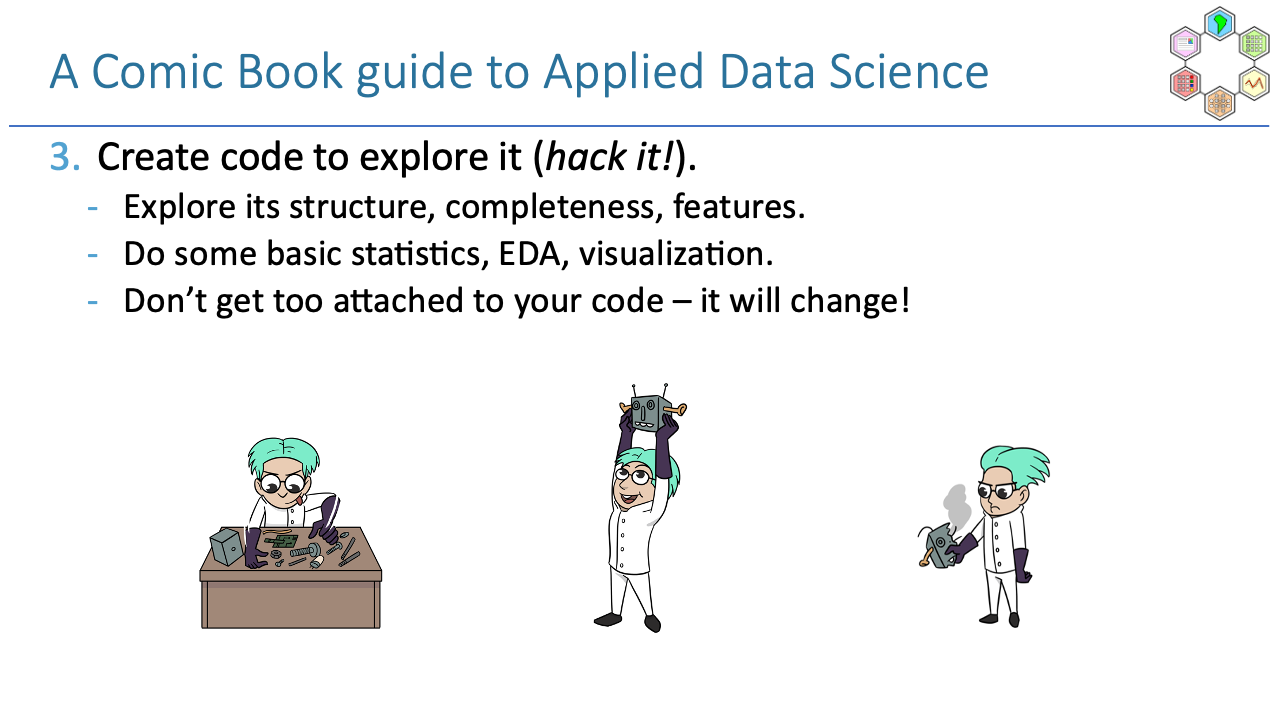 A Comic Book guide to Applied Data Science
3. Create code to explore it (hack it!).
- Explore its structure, completeness, features.
- Do some basic statistics, EDA, visualization.
- Don’t get too attached to your code – it will change!